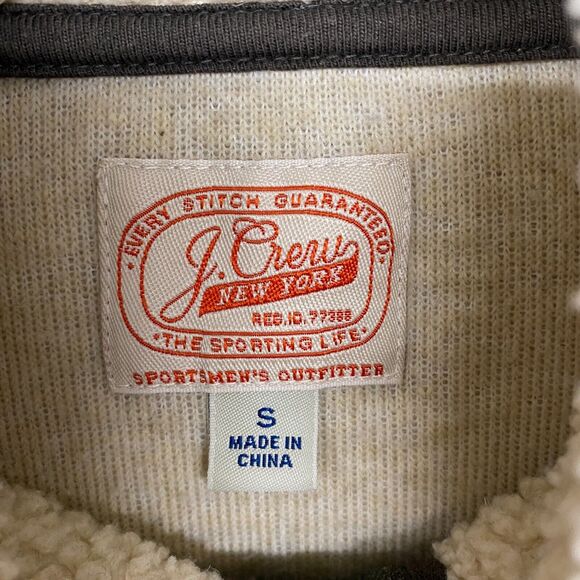 EVERY STITCH GUARANTEED
J. Crew
NEW YORK
REG.ID.77388
THE SPORTING LIFE
SPORTSMEN'S OUTFITTER
S
MADE IN
CHINA